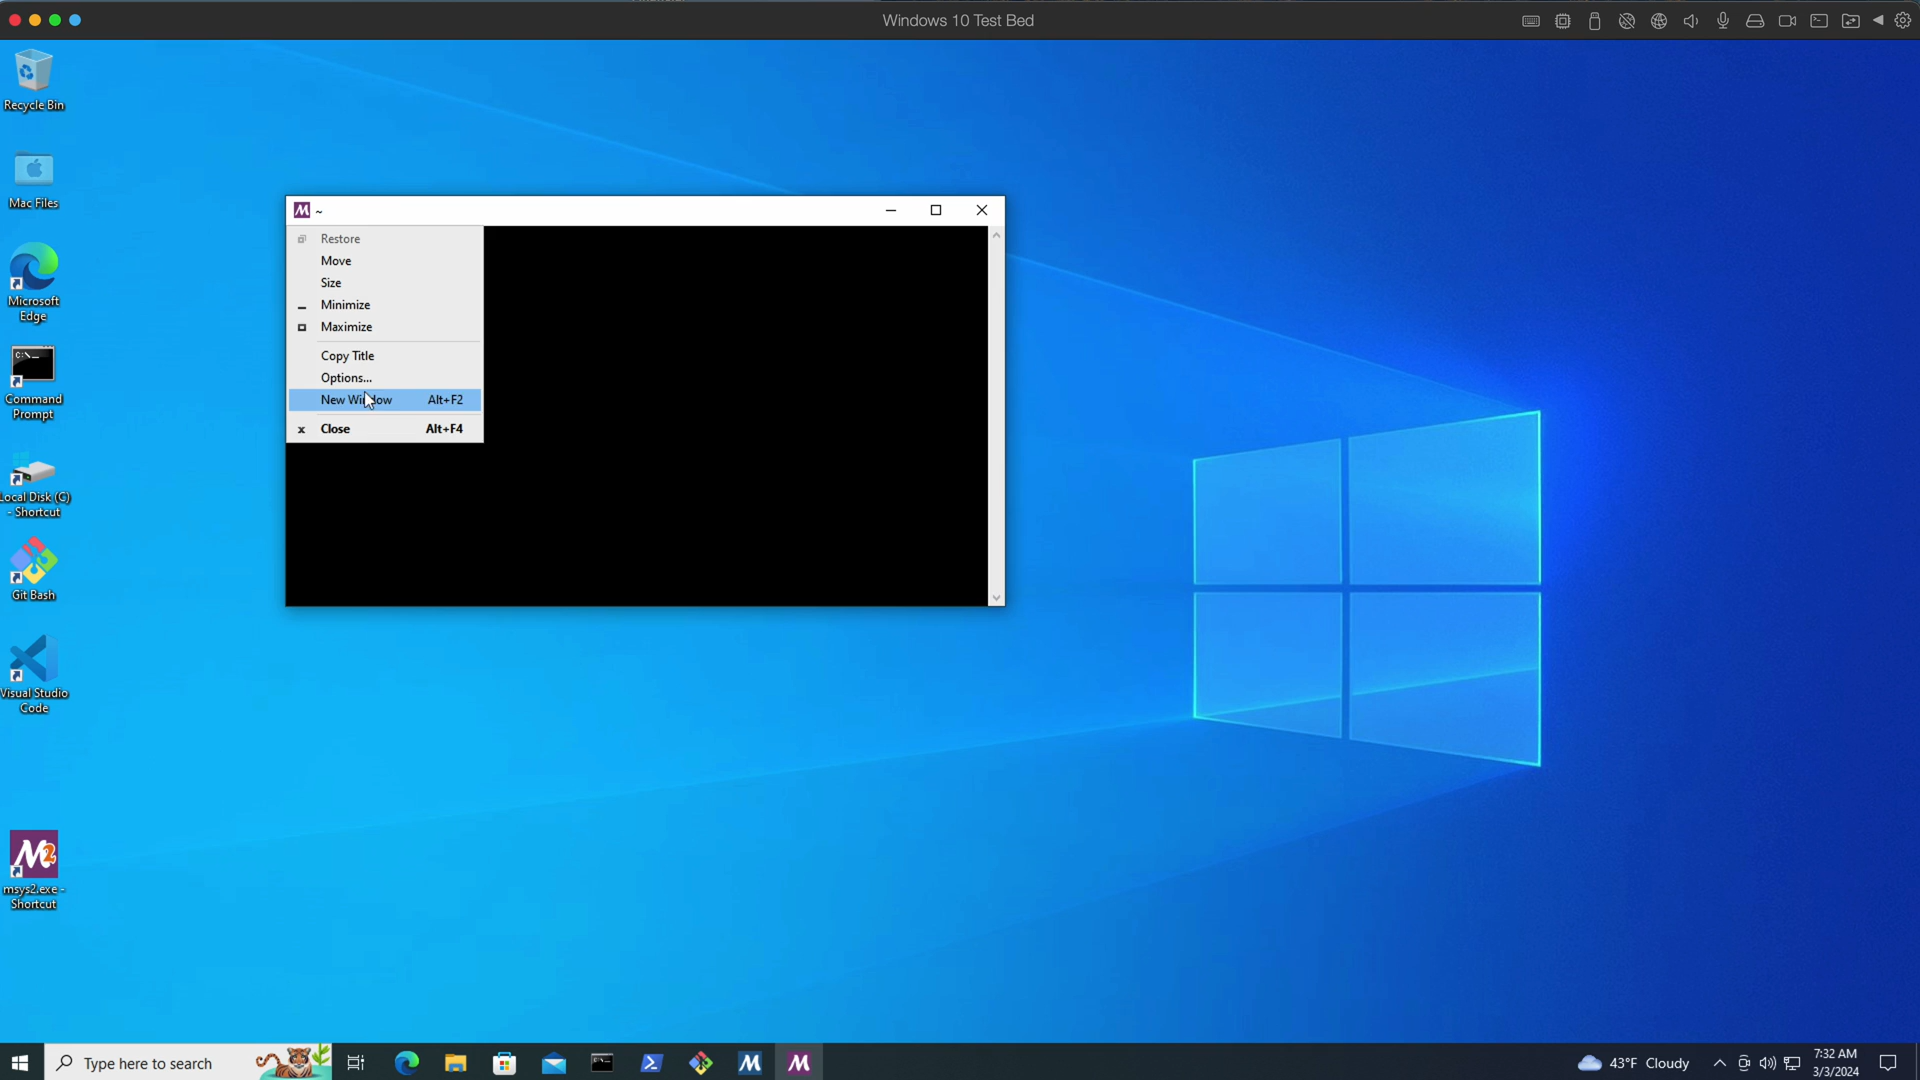 Windows 10 Test Bed
Recycle Bin
Mac Files
Microsoft
Edge
C:\
Command
Prompt
Local Disk (C)
- Shortcut
Git Bash
Visual Studio
Code
M2
msys2.exe -
Shortcut
M ~
Restore
Move
Size
Minimize
Maximize
Copy Title
Options...
New Window Alt+F2
x Close Alt+F4
Type here to search
43°F Cloudy
7:32 AM
3/3/2024